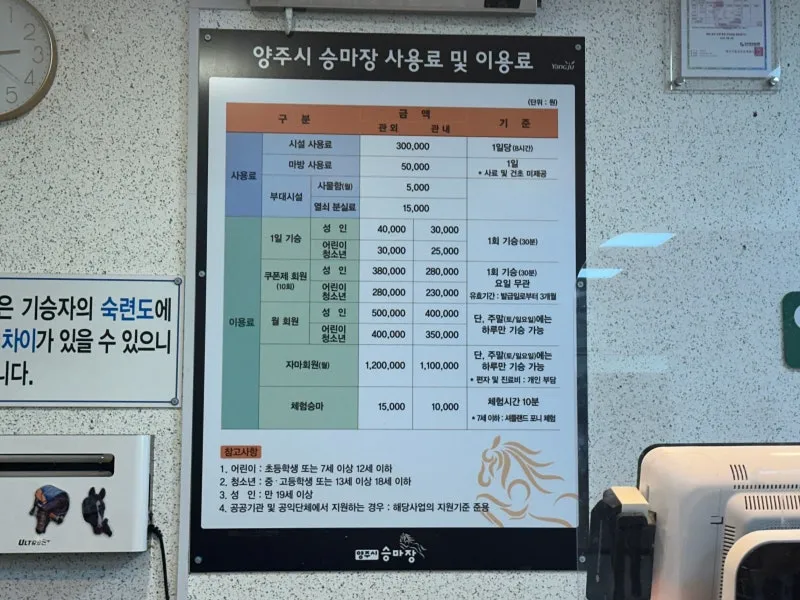 양주시 승마장 사용료 및 이용료
Yangju
(단위 : 원)
구 분 금 액 기 준
관외 관내
사용료 시설 사용료 300,000 1일당(8시간)
마방 사용료 50,000 1일
* 사료 및 건초 미제공
부대시설 사물함(월) 5,000
열쇠 분실료 15,000
이용료 1일 기승 성 인 40,000 30,000 1회 기승(30분)
어린이 청소년 30,000 25,000
쿠폰제 회원 (10회) 성 인 380,000 280,000 1회 기승(30분)
요일 무관
어린이 청소년 280,000 230,000 유효기간 : 발급일로부터 3개월
월 회원 성 인 500,000 400,000 단, 주말(토/일요일)에는
하루만 기승 가능
어린이 청소년 400,000 350,000
자마회원(월) 1,200,000 1,100,000 단, 주말(토/일요일)에는
하루만 기승 가능
* 편자 및 진료비 : 개인 부담
체험승마 15,000 10,000 체험시간 10분
* 7세 이하 : 셔틀랜드 포니 체험
참고사항
1. 어린이 : 초등학생 또는 7세 이상 12세 이하
2. 청소년 : 중·고등학생 또는 13세 이상 18세 이하
3. 성 인 : 만 19세 이상
4. 공공기관 및 공익단체에서 지원하는 경우 : 해당사업의 지원기준 준용
양주시 승마장
은 기승자의 숙련도에
차이가 있을 수 있으니
니다.
2
3
4
5